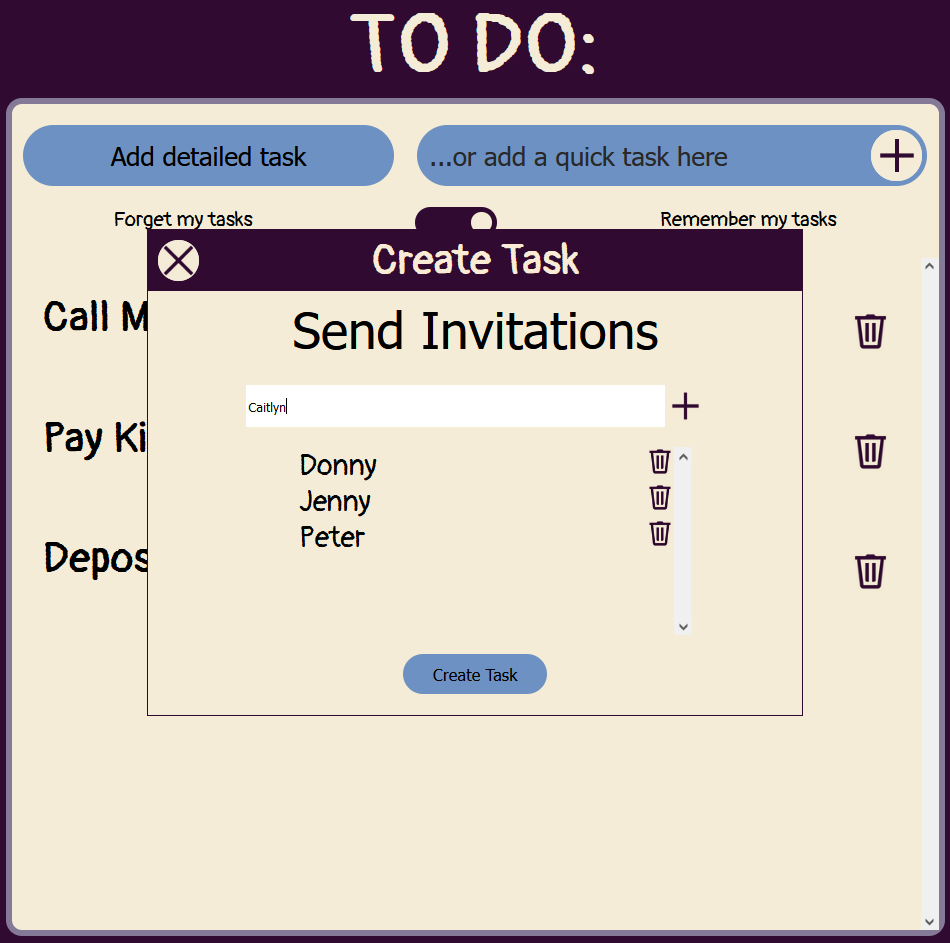 TO DO:
Add detailed task
...or add a quick task here
Forget my tasks
Remember my tasks
Create Task
Call M
Send Invitations
Caitlyn
Pay Ki
Donny
Jenny
Peter
Depos
Create Task